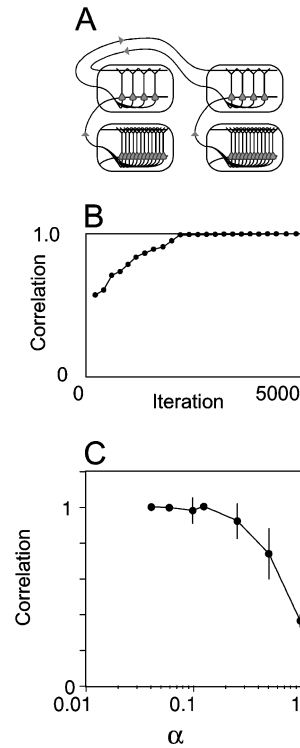 A
B
1.0
Correlation
0
0
Iteration
5000
C
1
Correlation
0
0.01
0.1
1
α